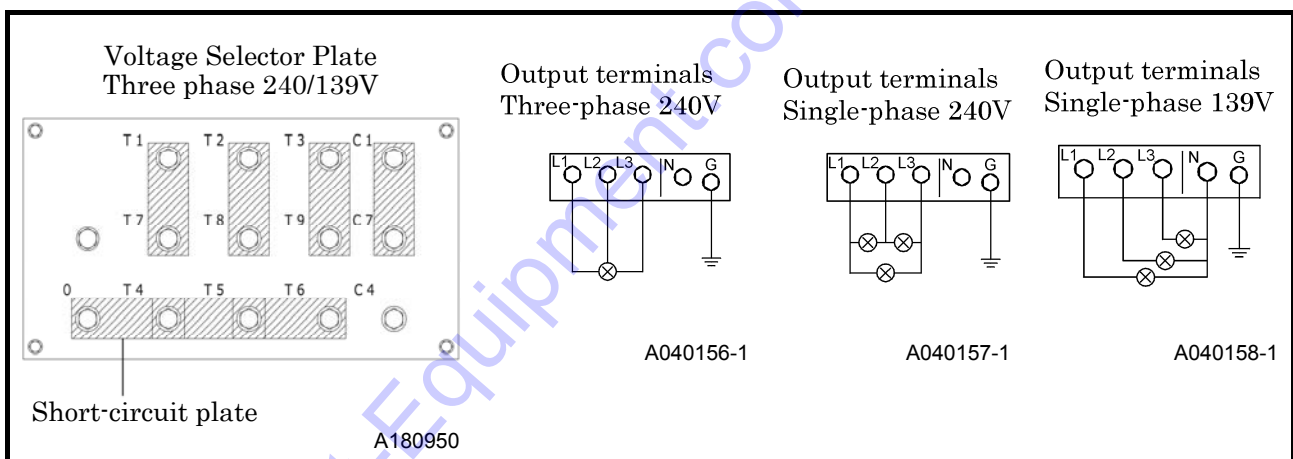 Voltage Selector Plate
Three phase 240/139V
T1 T2 T3 C1
T7 T8 T9 C7
0 T4 T5 T6 C4
Short-circuit plate
A180950
Output terminals
Three-phase 240V
L1 L2 L3 N G
A040156-1
Output terminals
Single-phase 240V
L1 L2 L3 N G
A040157-1
Output terminals
Single-phase 139V
L1 L2 L3 N G
A040158-1
-Equipment.com